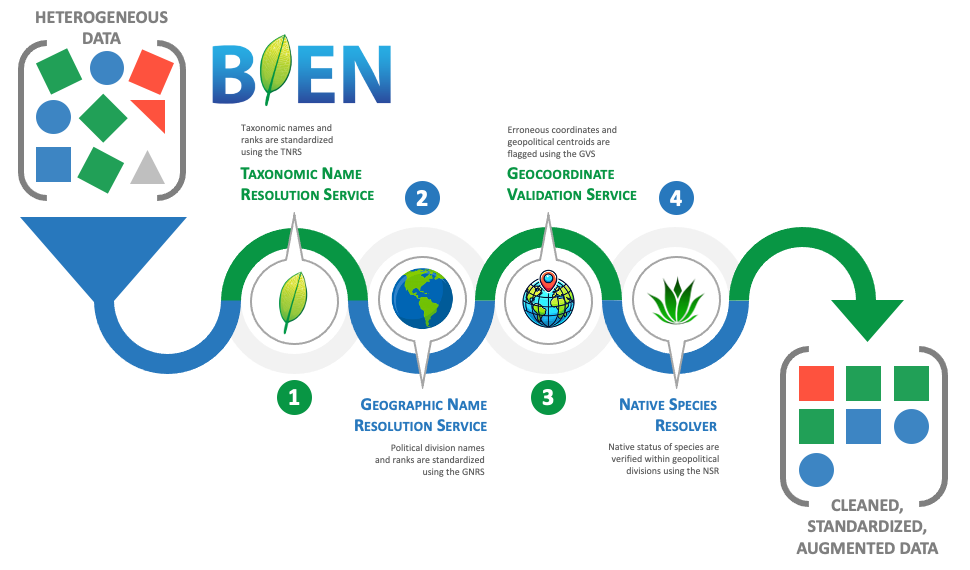 HETEROGENEOUS
DATA
BIEN
Taxonomic names and
ranks are standardized
using the TNRS
TAXONOMIC NAME
RESOLUTION SERVICE
2
Erroneous coordinates and
geopolitical centroids are
flagged using the GVS
GEOCOORDINATE
VALIDATION SERVICE
4
1
GEOGRAPHIC NAME
RESOLUTION SERVICE
Political division names
and ranks are standardized
using the GNRS
3
NATIVE SPECIES
RESOLVER
Native status of species are
verified within geopolitical
divisions using the NSR
CLEANED,
STANDARDIZED,
AUGMENTED DATA